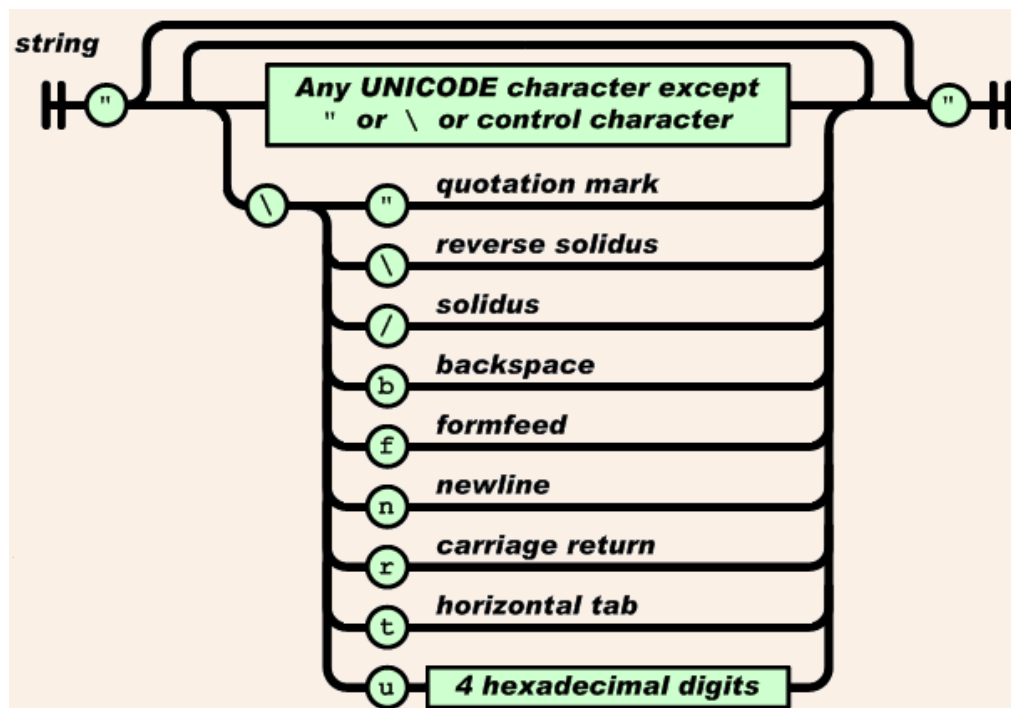 string
" Any UNICODE character except "
" or \ or control character
\ " quotation mark
\ reverse solidus
/ solidus
b backspace
f formfeed
n newline
r carriage return
t horizontal tab
u 4 hexadecimal digits